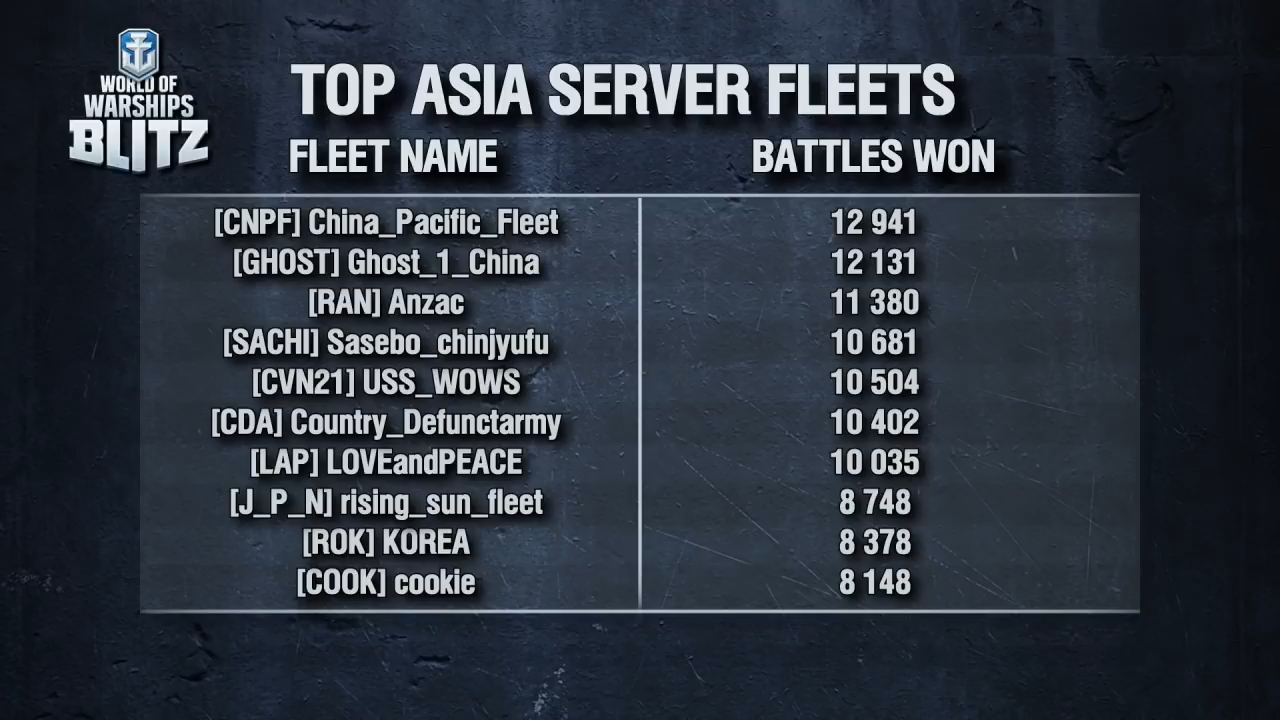 WORLD OF
WARSHIPS
BLITZ
TOP ASIA SERVER FLEETS
FLEET NAME BATTLES WON
[CNPF] China_Pacific_Fleet 12 941
[GHOST] Ghost_1_China 12 131
[RAN] Anzac 11 380
[SACHI] Sasebo_chinjyufu 10 681
[CVN21] USS_WOWS 10 504
[CDA] Country_Defunctarmy 10 402
[LAP] LOVEandPEACE 10 035
[J_P_N] rising_sun_fleet 8 748
[ROK] KOREA 8 378
[COOK] cookie 8 148